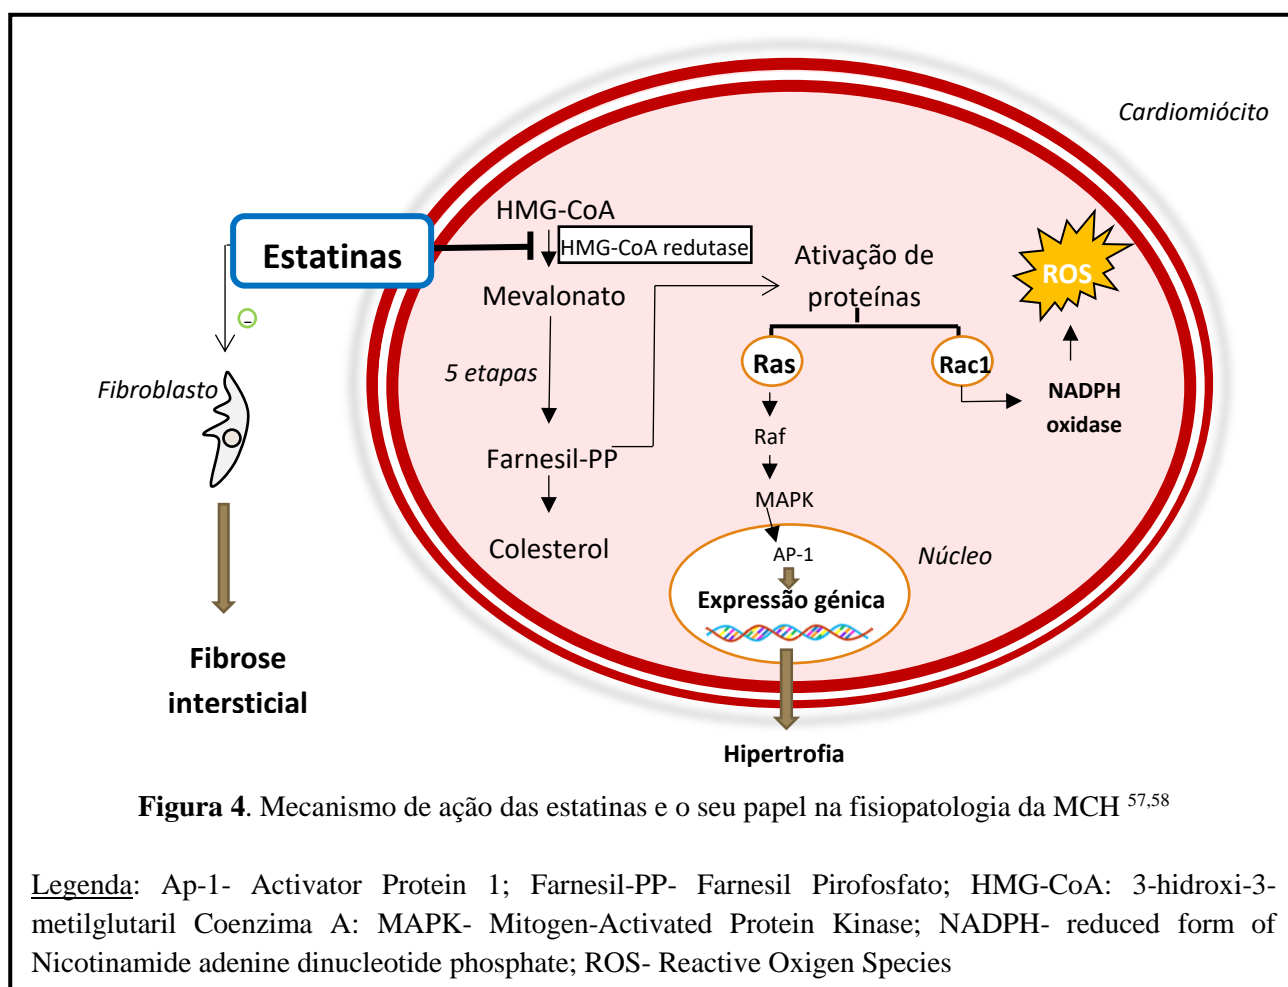 Cardiomiócito
HMG-CoA
Estatinas
HMG-CoA redutase
Ativação de
proteínas
ROS
Mevalonato
–
Ras
Rac1
Fibroblasto
5 etapas
NADPH
oxidase
Raf
Farnesil-PP
MAPK
Colesterol
AP-1
Núcleo
Expressão génica
Fibrose
intersticial
Hipertrofia
Figura 4. Mecanismo de ação das estatinas e o seu papel na fisiopatologia da MCH 57,58
Legenda: Ap-1- Activator Protein 1; Farnesil-PP- Farnesil Pirofosfato; HMG-CoA: 3-hidroxi-3-
metilglutaril Coenzima A: MAPK- Mitogen-Activated Protein Kinase; NADPH- reduced form of
Nicotinamide adenine dinucleotide phosphate; ROS- Reactive Oxigen Species